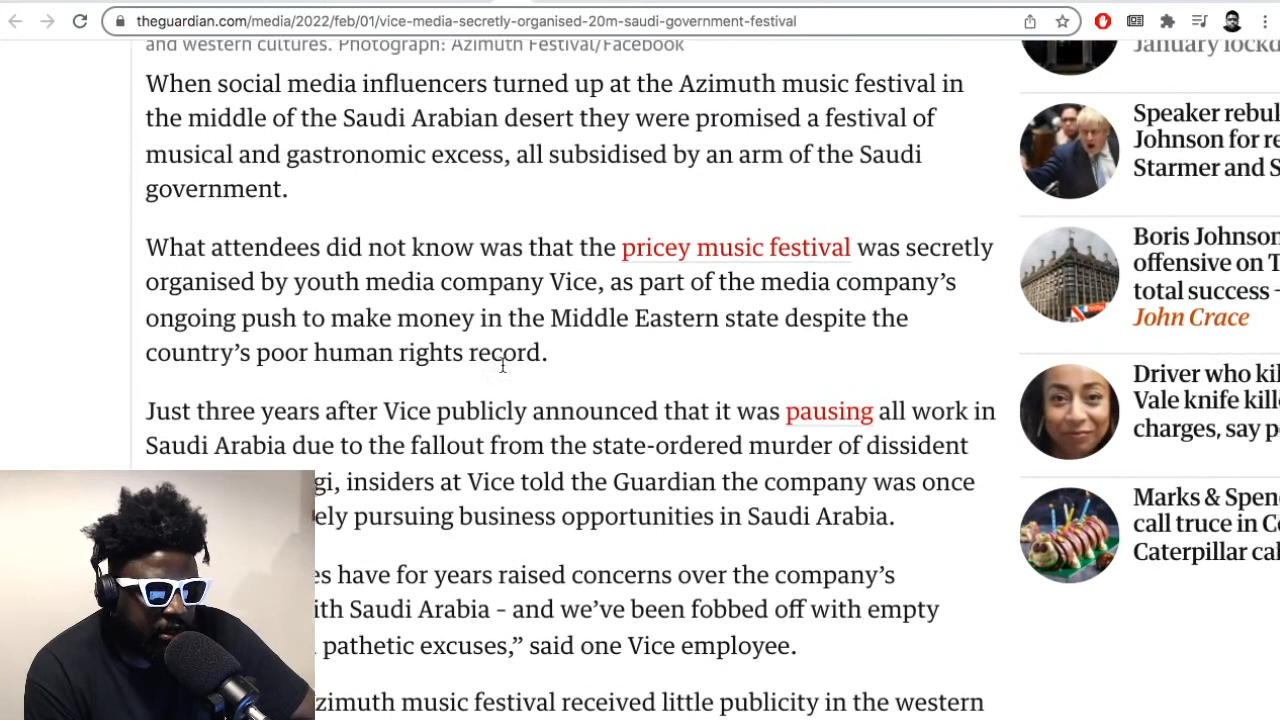 theguardian.com/media/2022/feb/01/vice-media-secretly-organised-20m-saudi-government-festival
and western cultures. Photograph: Azimuth Festival/Facebook
When social media influencers turned up at the Azimuth music festival in
the middle of the Saudi Arabian desert they were promised a festival of
musical and gastronomic excess, all subsidised by an arm of the Saudi
government.
What attendees did not know was that the pricey music festival was secretly
organised by youth media company Vice, as part of the media company's
ongoing push to make money in the Middle Eastern state despite the
country's poor human rights record.
Just three years after Vice publicly announced that it was pausing all work in
Saudi Arabia due to the fallout from the state-ordered murder of dissident
gi, insiders at Vice told the Guardian the company was once
ely pursuing business opportunities in Saudi Arabia.
es have for years raised concerns over the company's
ith Saudi Arabia – and we've been fobbed off with empty
pathetic excuses,” said one Vice employee.
zimuth music festival received little publicity in the western
January lockd
Speaker rebul
Johnson for re
Starmer and S
Boris Johnson
offensive on T
total success –
John Crace
Driver who kil
Vale knife kille
charges, say p
Marks & Spen
call truce in Co
Caterpillar cal